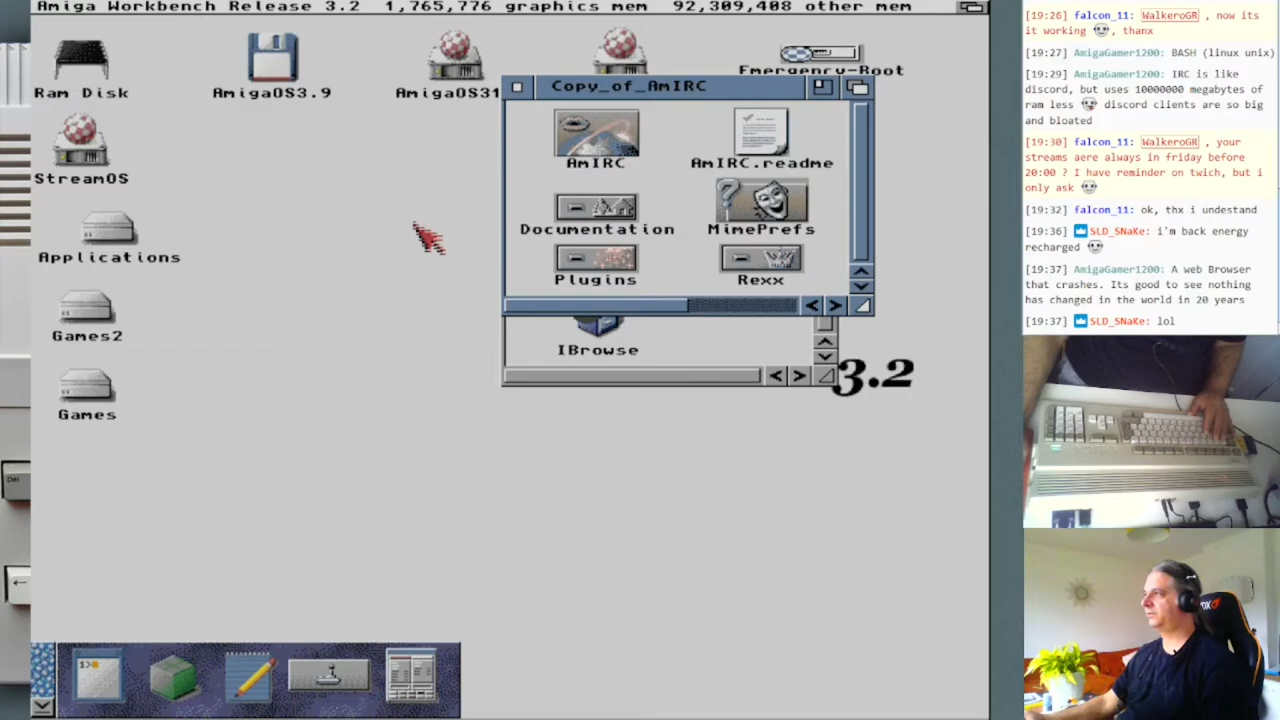 Amiga Workbench Release 3.2  1,765,776 graphics mem  92,309,408 other mem
Ram Disk
AmigaOS3.9
AmigaOS31
Emergency-Root
StreamOS
Applications
Games2
Games
Copy_of_AmIRC
AmIRC
AmIRC.readme
Documentation
MimePrefs
Plugins
Rexx
IBrowse
3.2
Del
1>
[19:26] falcon_11: WalkeroGR , now its
it working , thanx
[19:27] AmigaGamer1200: BASH (linux unix)
[19:29] AmigaGamer1200: IRC is like
discord, but uses 10000000 megabytes of
ram less discord clients are so big
and bloated
[19:30] falcon_11: WalkeroGR , your
streams aere always in friday before
20:00 ? I have reminder on twich, but i
only ask
[19:32] falcon_11: ok, thx i undestand
[19:36] SLD_SNaKe: i'm back energy
recharged
[19:37] AmigaGamer1200: A web Browser
that crashes. Its good to see nothing
has changed in the world in 20 years
[19:37] SLD_SNaKe: lol